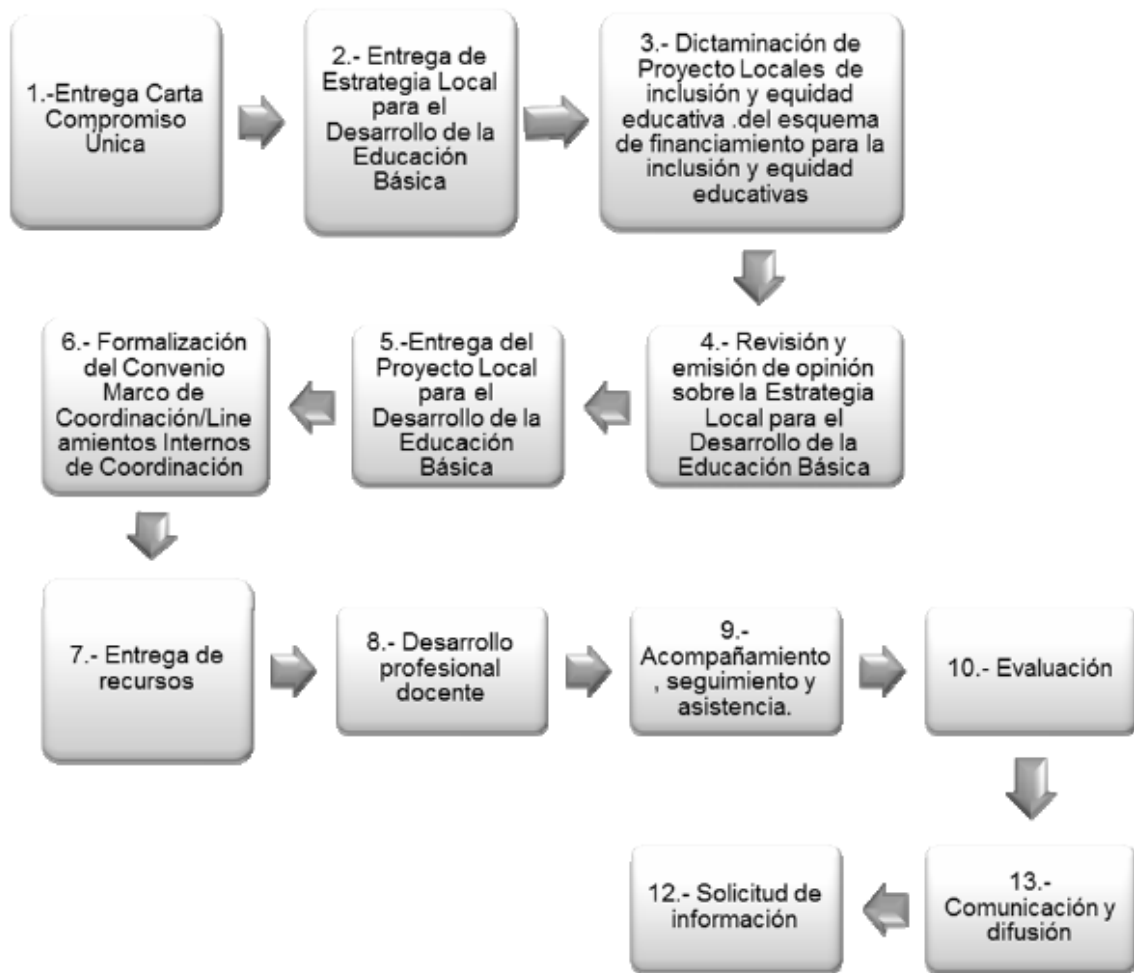 1.-Entrega Carta
Compromiso
Única
2.- Entrega de
Estrategia Local
para el
Desarrollo de la
Educación
Básica
3.- Dictaminación de
Proyecto Locales de
inclusión y equidad
educativa .del esquema
de financiamiento para la
inclusión y equidad
educativas
4.- Revisión y
emisión de opinión
sobre la Estrategia
Local para el
Desarrollo de la
Educación Básica
5.-Entrega del
Proyecto Local
para el
Desarrollo de la
Educación
Básica
6.- Formalización
del Convenio
Marco de
Coordinación/Line
amientos Internos
de Coordinación
7.- Entrega de
recursos
8.- Desarrollo
profesional
docente
9.-
Acompañamiento
, seguimiento y
asistencia.
10.- Evaluación
13.-
Comunicación y
difusión
12.- Solicitud de
información